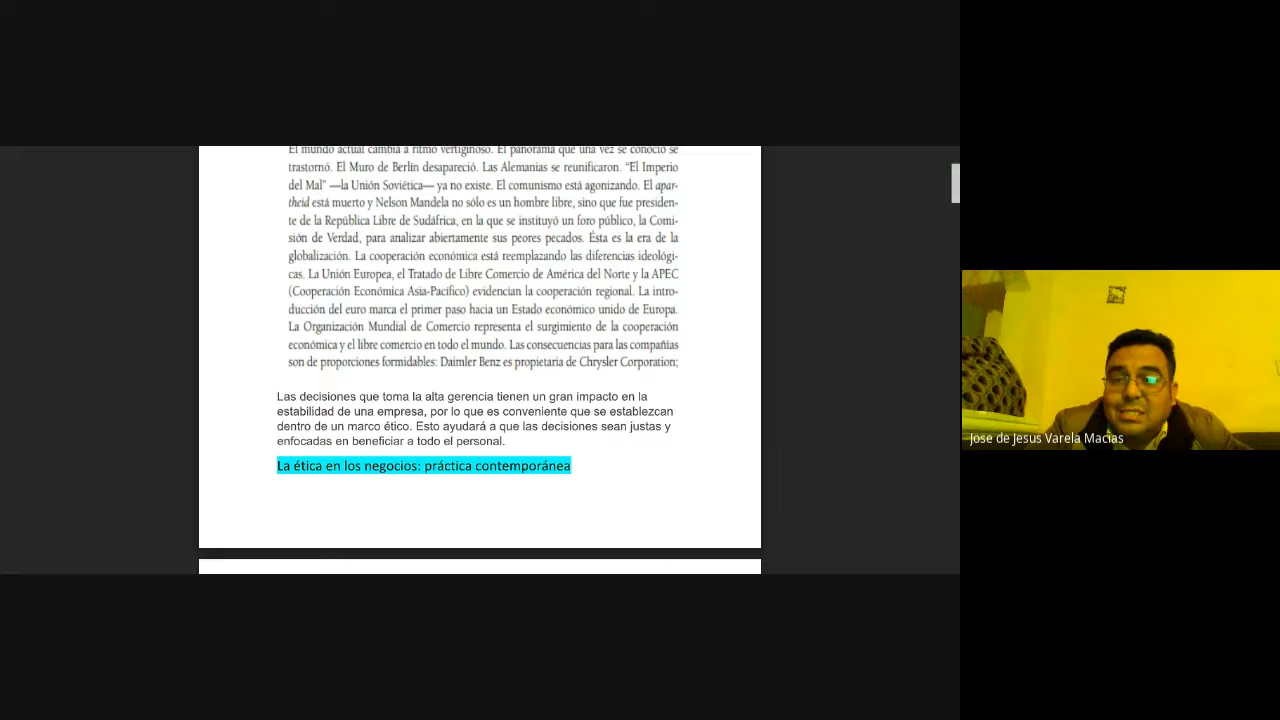 El mundo actual cambia a ritmo vertiginoso. El panorama que una vez se conoció se
trastornó. El Muro de Berlín desapareció. Las Alemanias se reunificaron. “El Imperio
del Mal” —la Unión Soviética— ya no existe. El comunismo está agonizando. El apar-
theid está muerto y Nelson Mandela no sólo es un hombre libre, sino que fue presiden-
te de la República Libre de Sudáfrica, en la que se instituyó un foro público, la Comi-
sión de Verdad, para analizar abiertamente sus peores pecados. Ésta es la era de la
globalización. La cooperación económica está reemplazando las diferencias ideológi-
cas. La Unión Europea, el Tratado de Libre Comercio de América del Norte y la APEC
(Cooperación Económica Asia-Pacífico) evidencian la cooperación regional. La intro-
ducción del euro marca el primer paso hacia un Estado económico unido de Europa.
La Organización Mundial de Comercio representa el surgimiento de la cooperación
económica y el libre comercio en todo el mundo. Las consecuencias para las compañías
son de proporciones formidables: Daimler Benz es propietaria de Chrysler Corporation;
Las decisiones que toma la alta gerencia tienen un gran impacto en la
estabilidad de una empresa, por lo que es conveniente que se establezcan
dentro de un marco ético. Esto ayudará a que las decisiones sean justas y
enfocadas en beneficiar a todo el personal.
La ética en los negocios: práctica contemporánea
Jose de Jesus Varela Macias